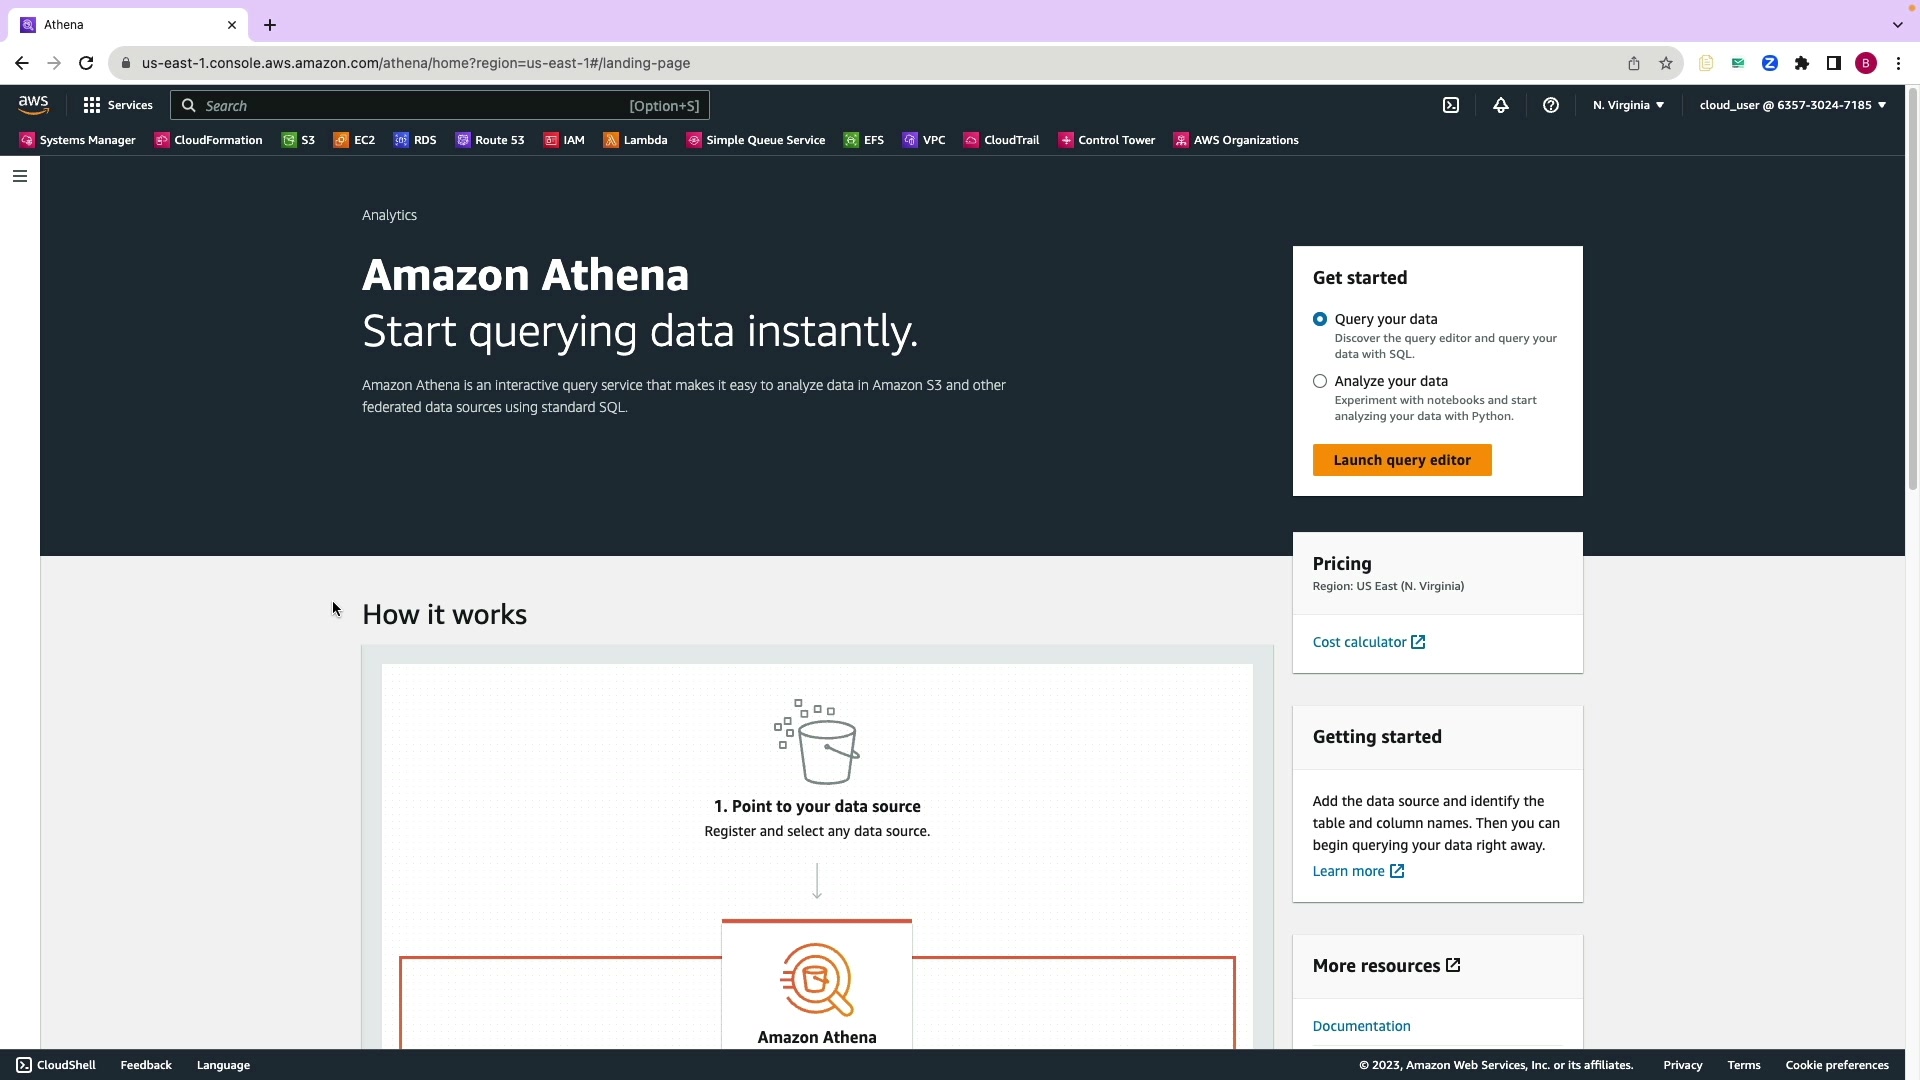 Athena
us-east-1.console.aws.amazon.com/athena/home?region=us-east-1#/landing-page
B
aws
Services
Search
[Option+S]
N. Virginia
cloud_user @ 6357-3024-7185
Systems Manager
CloudFormation
S3
EC2
RDS
Route 53
IAM
Lambda
Simple Queue Service
EFS
VPC
CloudTrail
Control Tower
AWS Organizations
Analytics
Amazon Athena
Start querying data instantly.
Amazon Athena is an interactive query service that makes it easy to analyze data in Amazon S3 and other
federated data sources using standard SQL.
Get started
Query your data
Discover the query editor and query your
data with SQL.
Analyze your data
Experiment with notebooks and start
analyzing your data with Python.
Launch query editor
Pricing
Region: US East (N. Virginia)
Cost calculator
How it works
1. Point to your data source
Register and select any data source.
Amazon Athena
Getting started
Add the data source and identify the
table and column names. Then you can
begin querying your data right away.
Learn more
More resources
Documentation
CloudShell
Feedback
Language
© 2023, Amazon Web Services, Inc. or its affiliates.
Privacy
Terms
Cookie preferences